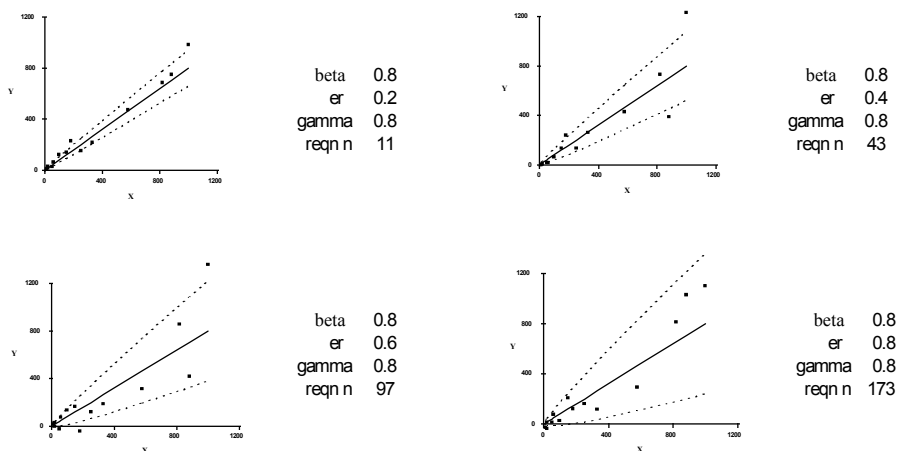 1200
800
Y
400
0
0 400 800 1200
X
beta 0.8
er 0.2
gamma 0.8
reqn n 11
1200
800
Y
400
0
0 400 800 1200
X
beta 0.8
er 0.4
gamma 0.8
reqn n 43
1200
800
Y
400
0
0 400 800 1200
X
beta 0.8
er 0.6
gamma 0.8
reqn n 97
1200
800
Y
400
0
0 400 800 1200
X
beta 0.8
er 0.8
gamma 0.8
reqn n 173